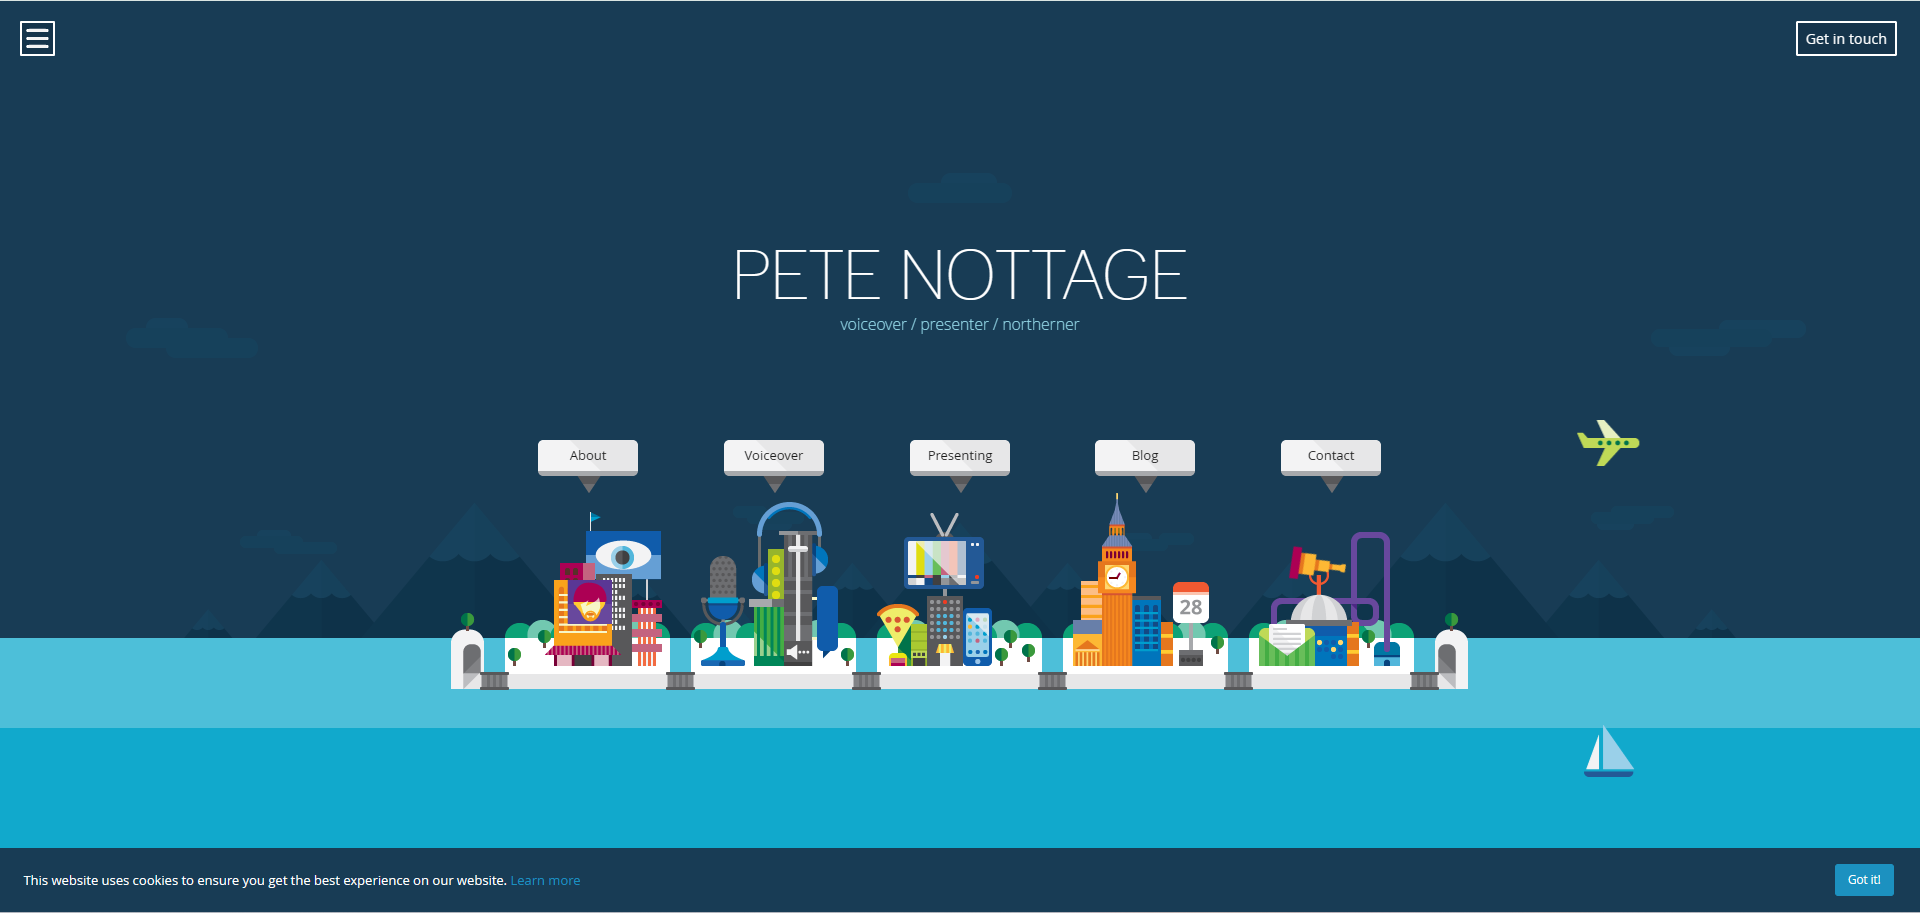 Get in touch
PETE NOTTAGE
voiceover / presenter / northerner
About
Voiceover
Presenting
Blog
Contact
28
This website uses cookies to ensure you get the best experience on our website. Learn more
Got it!